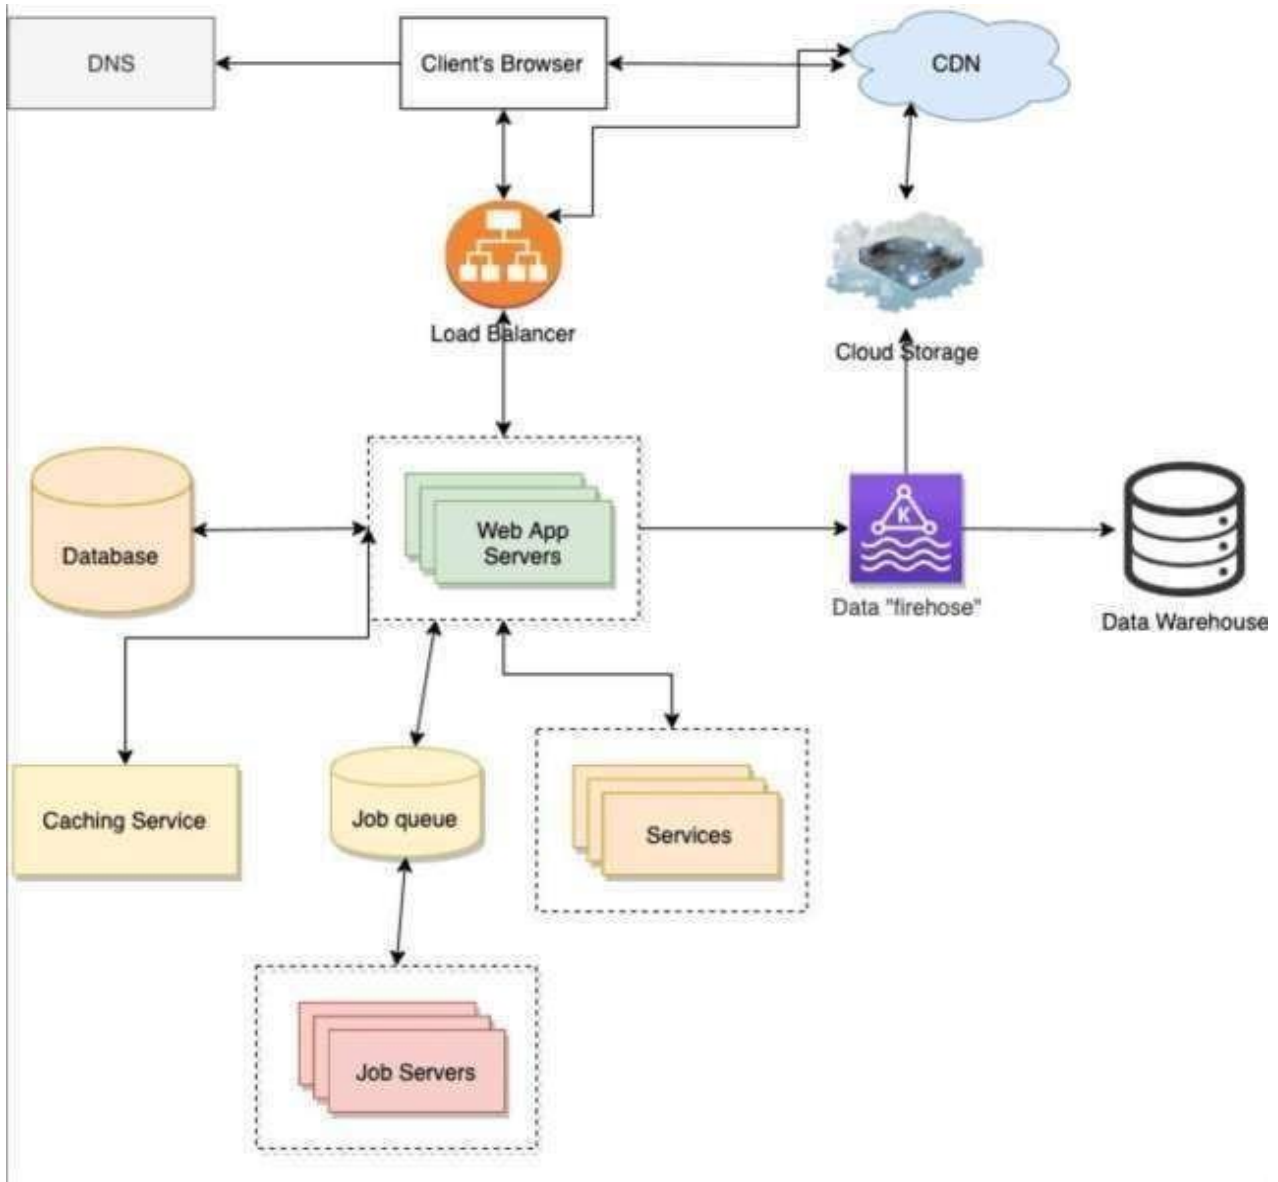 DNS
Client's Browser
CDN
Load Balancer
Cloud Storage
Database
Web App
Servers
K
Data "firehose"
Data Warehouse
Caching Service
Job queue
Services
Job Servers